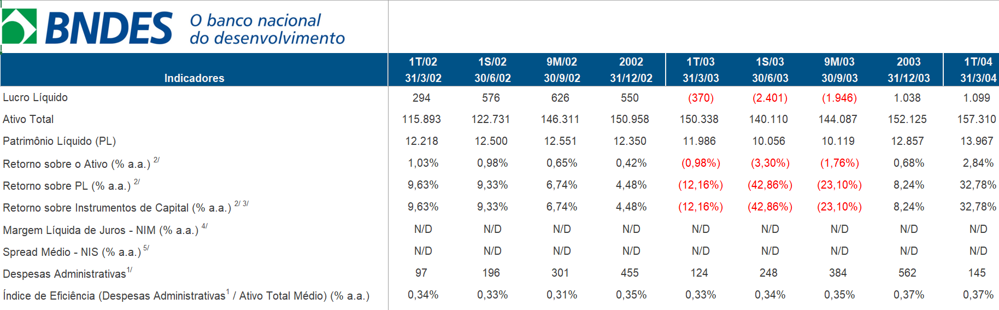 BNDES O banco nacional
do desenvolvimento
1T/02 1S/02 9M/02 2002 1T/03 1S/03 9M/03 2003 1T/04
Indicadores 31/3/02 30/6/02 30/9/02 31/12/02 31/3/03 30/6/03 30/9/03 31/12/03 31/3/04
Lucro Líquido 294 576 626 550 (370) (2.401) (1.946) 1.038 1.099
Ativo Total 115.893 122.731 146.311 150.958 150.338 140.110 144.087 152.125 157.310
Patrimônio Líquido (PL) 12.218 12.500 12.551 12.350 11.986 10.056 10.119 12.857 13.967
Retorno sobre o Ativo (% a.a.) 2/ 1,03% 0,98% 0,65% 0,42% (0,98%) (3,30%) (1,76%) 0,68% 2,84%
Retorno sobre PL (% a.a.) 2/ 9,63% 9,33% 6,74% 4,48% (12,16%) (42,86%) (23,10%) 8,24% 32,78%
Retorno sobre Instrumentos de Capital (% a.a.) 2/ 3/ 9,63% 9,33% 6,74% 4,48% (12,16%) (42,86%) (23,10%) 8,24% 32,78%
Margem Líquida de Juros - NIM (% a.a.) 4/ N/D N/D N/D N/D N/D N/D N/D N/D N/D
Spread Médio - NIS (% a.a.) 5/ N/D N/D N/D N/D N/D N/D N/D N/D N/D
Despesas Administrativas1/ 97 196 301 455 124 248 384 562 145
Índice de Eficiência (Despesas Administrativas1 / Ativo Total Médio) (% a.a.) 0,34% 0,33% 0,31% 0,35% 0,33% 0,34% 0,35% 0,37% 0,37%